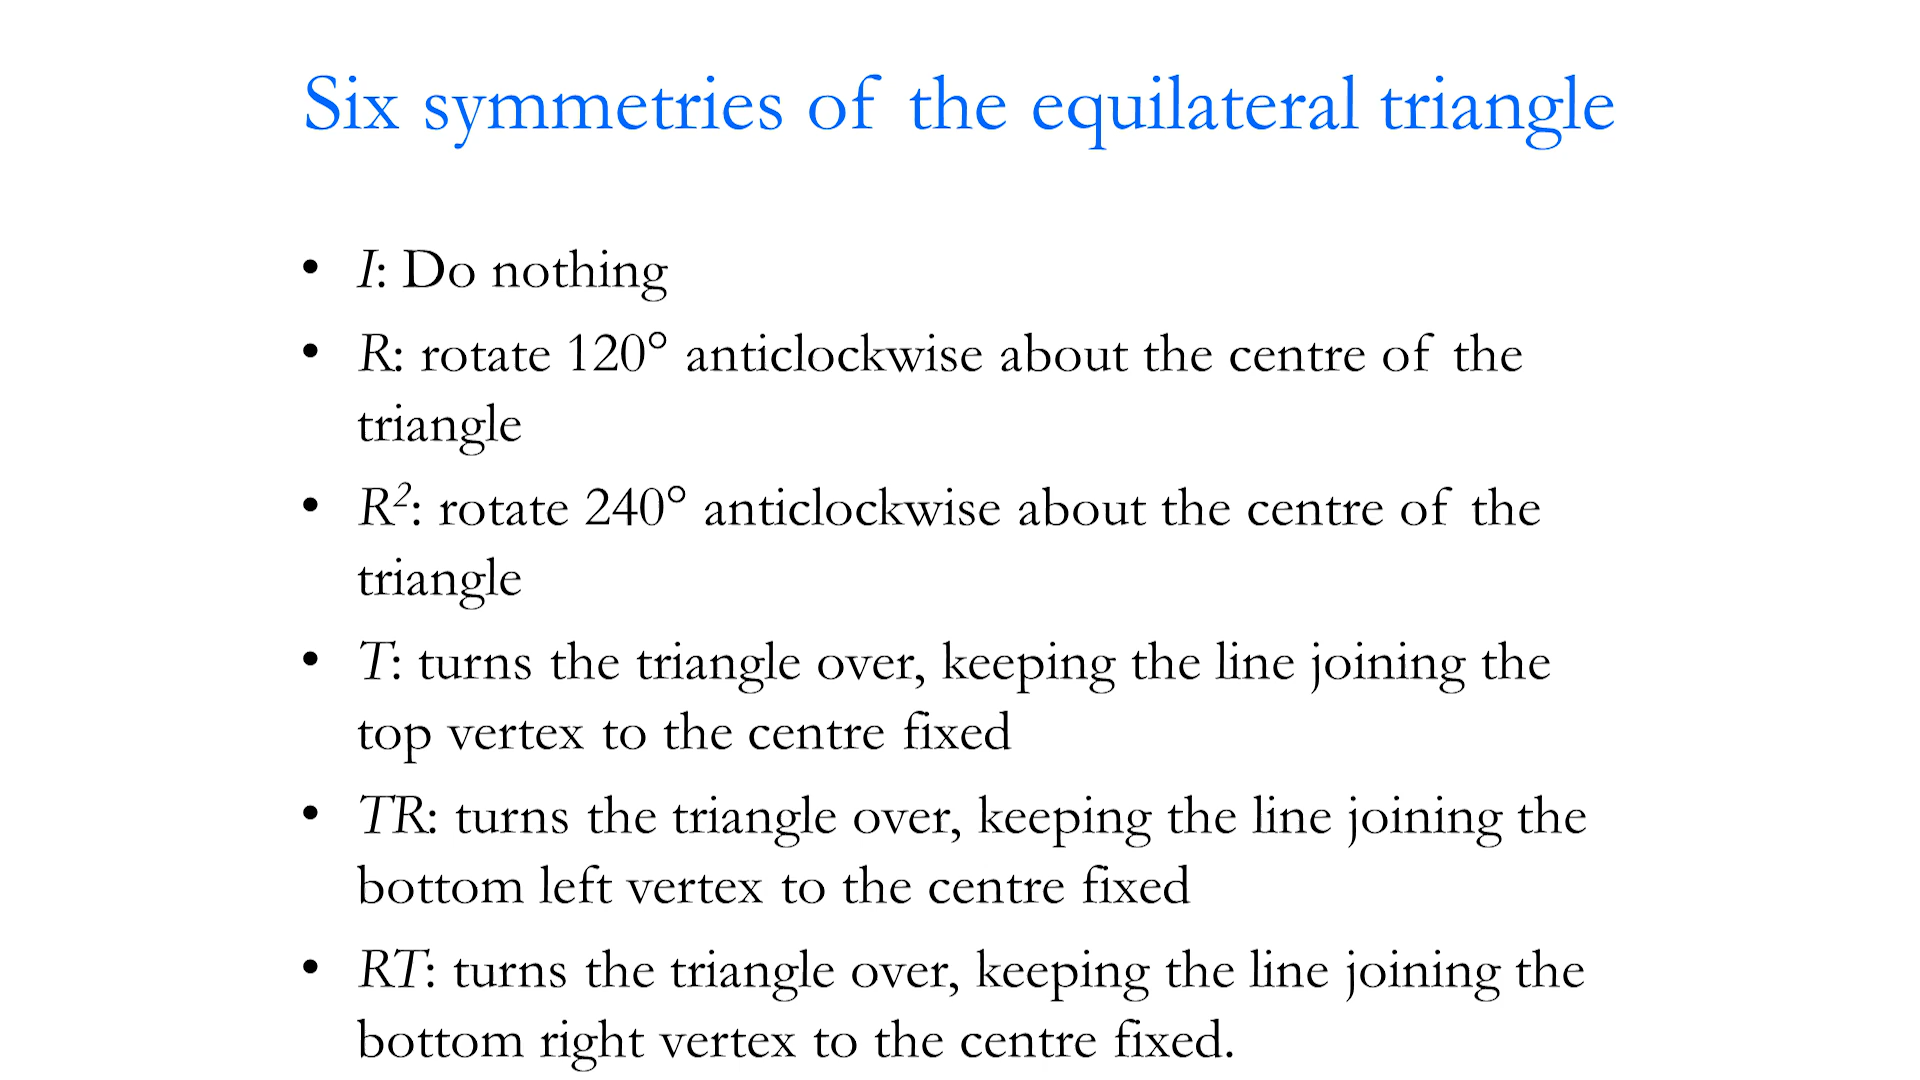 Six symmetries of the equilateral triangle
• I: Do nothing
• R: rotate 120° anticlockwise about the centre of the
triangle
• R²: rotate 240° anticlockwise about the centre of the
triangle
• T: turns the triangle over, keeping the line joining the
top vertex to the centre fixed
• TR: turns the triangle over, keeping the line joining the
bottom left vertex to the centre fixed
• RT: turns the triangle over, keeping the line joining the
bottom right vertex to the centre fixed.